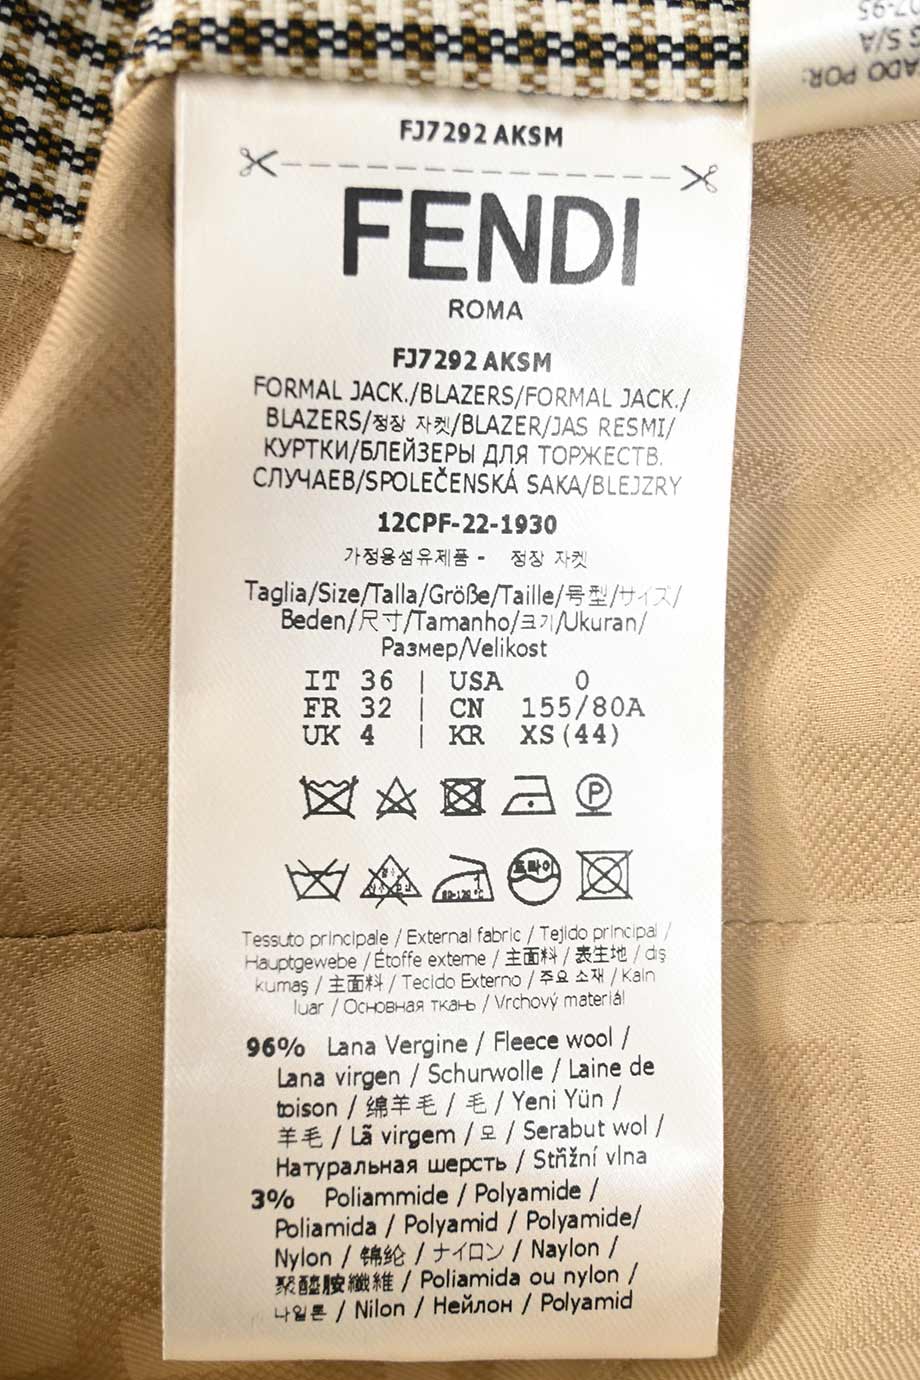 ADO POR:
S S/A
07-95
FJ7292 AKSM
FENDI
ROMA
FJ7292 AKSM
FORMAL JACK./BLAZERS/FORMAL JACK./
BLAZERS/정장 자켓/BLAZER/JAS RESMI/
КУРТКИ/БЛЕЙЗЕРЫ ДЛЯ ТОРЖЕСТВ.
СЛУЧАЕВ/SPOLEČENSKÁ SAKA/BLEJZRY
12CPF-22-1930
가정용섬유제품 - 정장 자켓
Taglia/Size/Talla/Größe/Taille/号型/サイズ/
Beden/尺寸/Tamanho/크기/Ukuran/
Размер/Velikost
IT 36 | USA 0
FR 32 | CN 155/80A
UK 4 | KR XS(44)
P
드라이
Tessuto principale / External fabric / Tejido principal /
Hauptgewebe / Étoffe externe / 主面料 / 表生地 / dış
kumaş / 主面料 / Tecido Externo / 주요 소재 / Kain
luar / Основная ткань / Vrchový materiál
96% Lana Vergine / Fleece wool /
Lana virgen / Schurwolle / Laine de
toison / 绵羊毛 / 毛 / Yeni Yün /
羊毛 / Lã virgem / 모 / Serabut wol /
Натуральная шерсть / Střižní vlna
3% Poliammide / Polyamide /
Poliamida / Polyamid / Polyamide/
Nylon / 锦纶 / ナイロン / Naylon /
聚醯胺纖維 / Poliamida ou nylon /
나일론 / Nilon / Нейлон / Polyamid